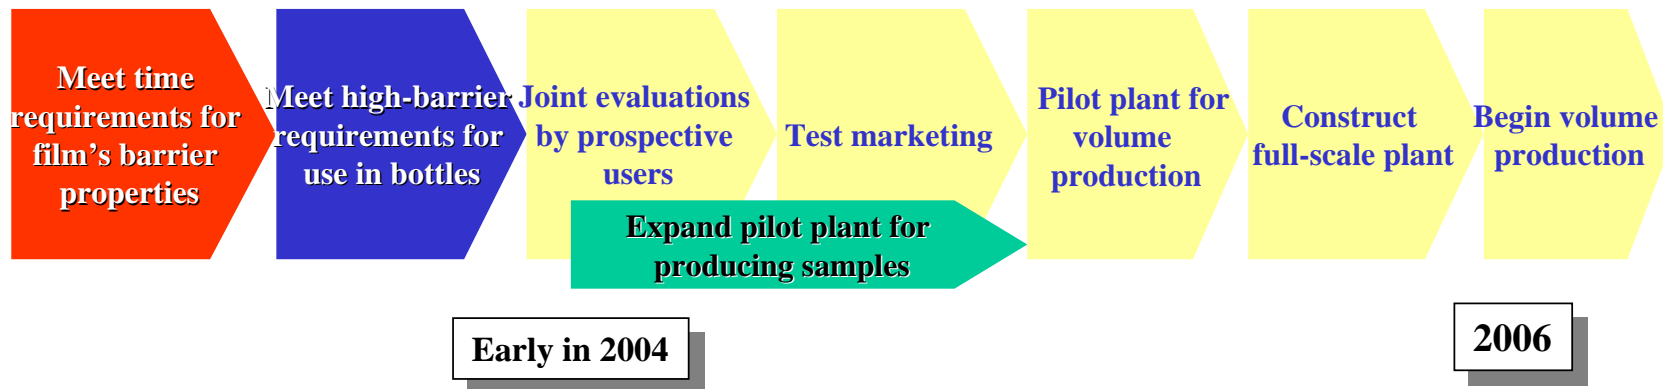 Meet time
requirements for
film's barrier
properties
Meet high-barrier
requirements for
use in bottles
Joint evaluations
by prospective
users
Test marketing
Expand pilot plant for
producing samples
Pilot plant for
volume
production
Construct
full-scale plant
Begin volume
production
Early in 2004
2006